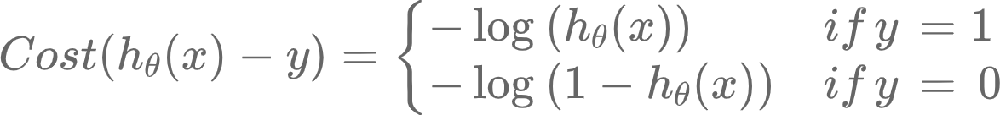 Cost(hθ(x) − y) = { − log (hθ(x)) if y = 1
− log (1 − hθ(x)) if y = 0